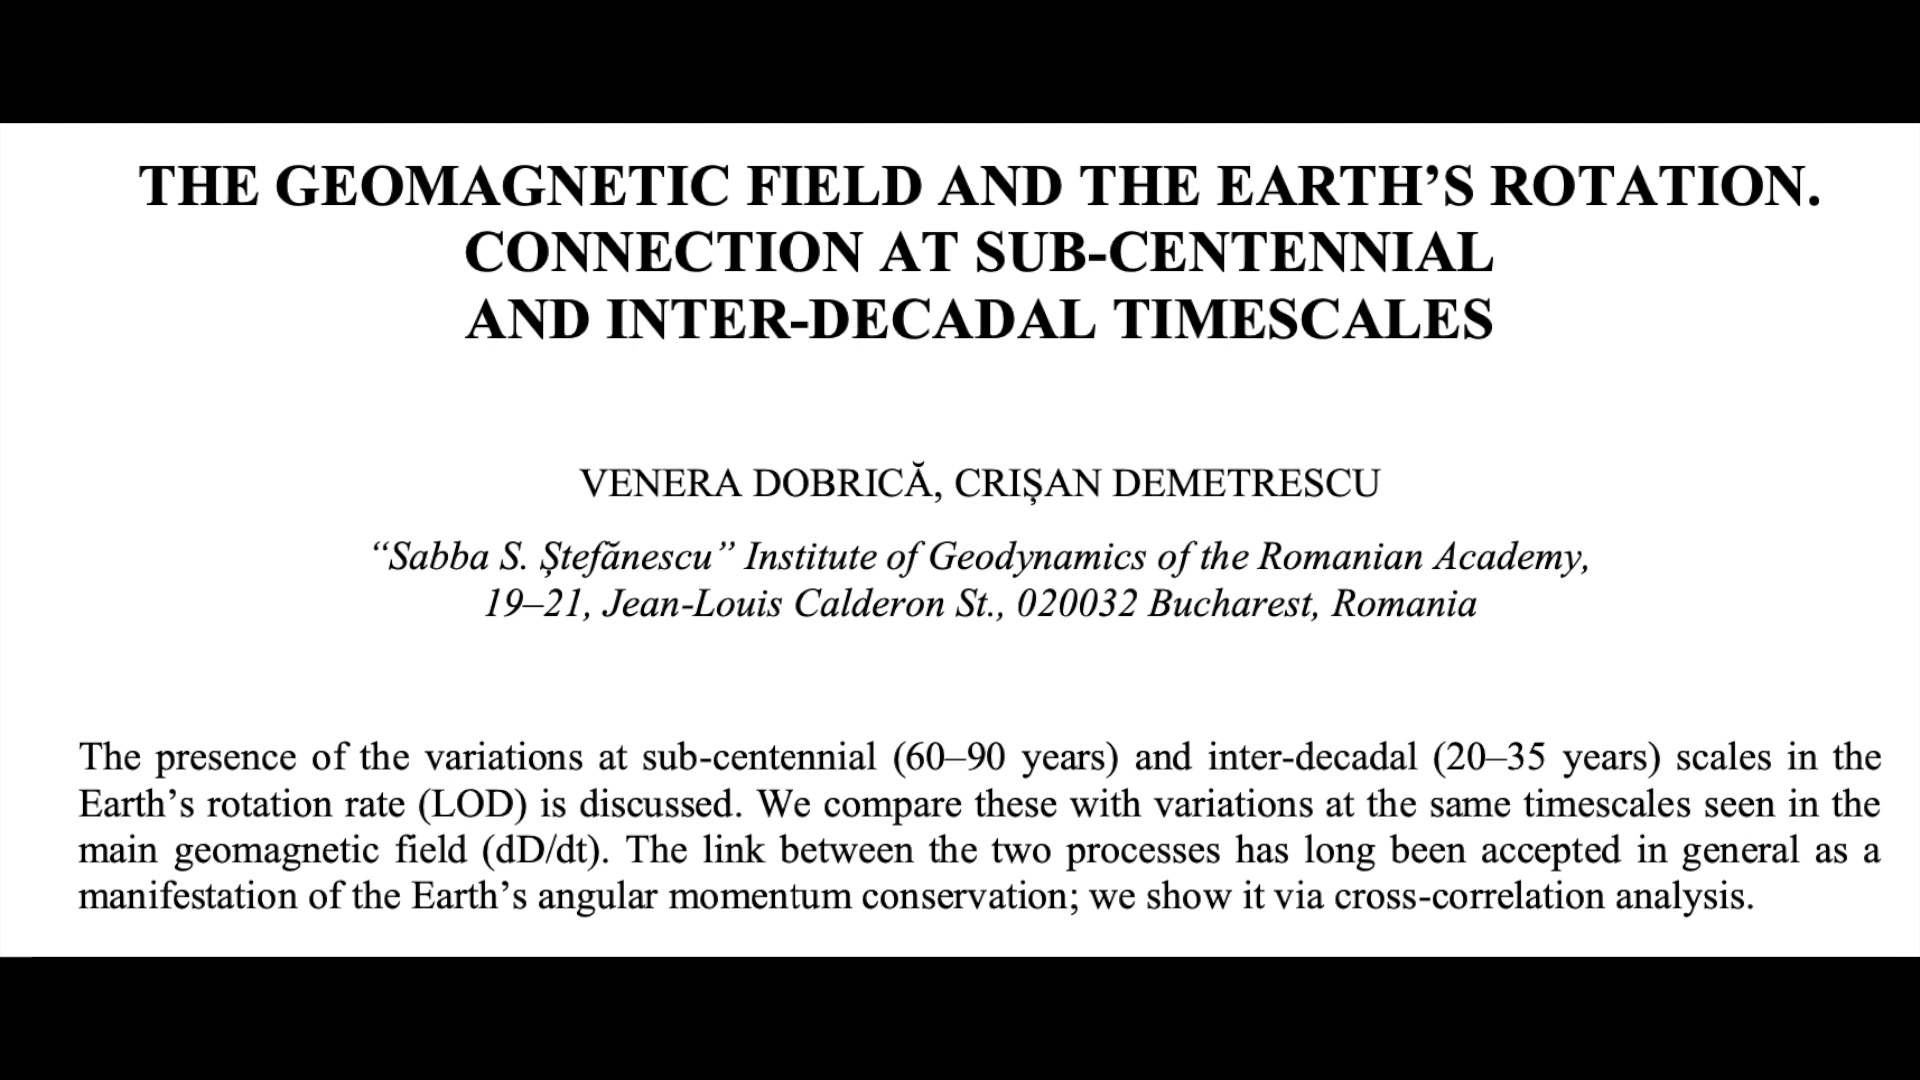 THE GEOMAGNETIC FIELD AND THE EARTH’S ROTATION.
CONNECTION AT SUB-CENTENNIAL
AND INTER-DECADAL TIMESCALES
VENERA DOBRICĂ, CRIŞAN DEMETRESCU
“Sabba S. Ştefănescu” Institute of Geodynamics of the Romanian Academy,
19–21, Jean-Louis Calderon St., 020032 Bucharest, Romania
The presence of the variations at sub-centennial (60–90 years) and inter-decadal (20–35 years) scales in the
Earth’s rotation rate (LOD) is discussed. We compare these with variations at the same timescales seen in the
main geomagnetic field (dD/dt). The link between the two processes has long been accepted in general as a
manifestation of the Earth’s angular momentum conservation; we show it via cross-correlation analysis.